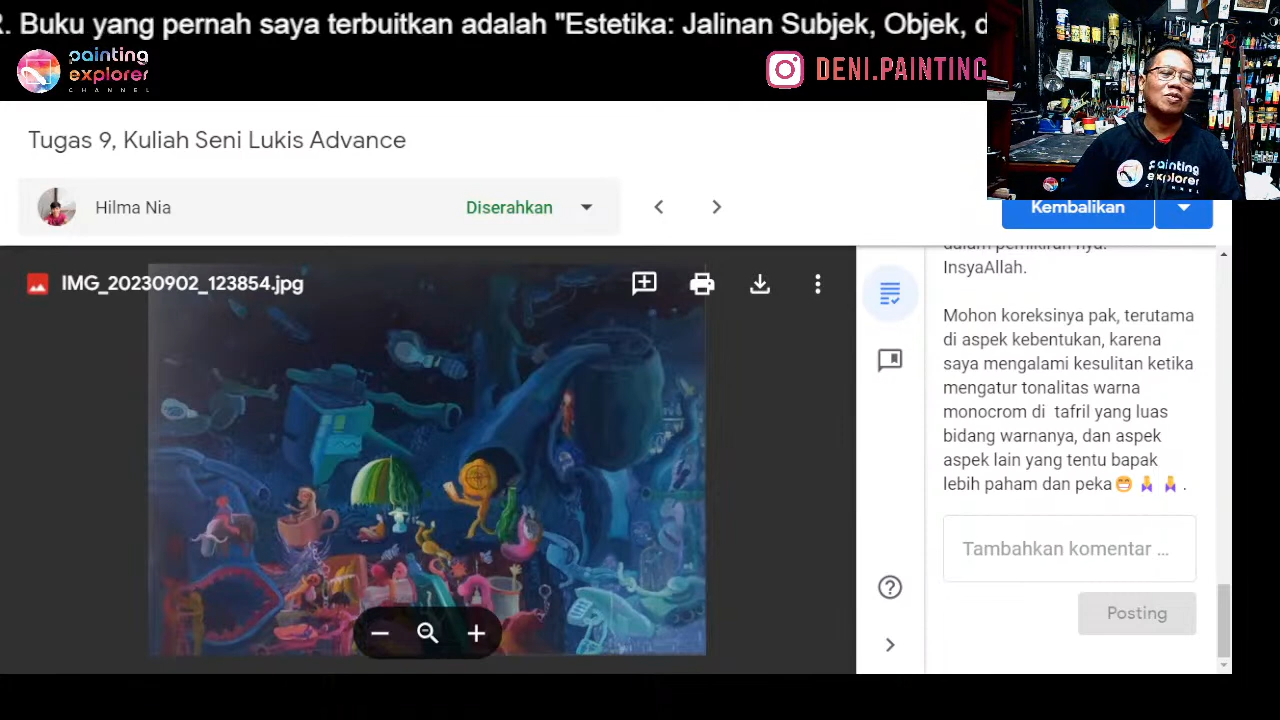 . Buku yang pernah saya terbuitkan adalah "Estetika: Jalinan Subjek, Objek, d
painting
explorer
CHANNEL
DENI.PAINTING
painting
explorer
CHANNEL
Tugas 9, Kuliah Seni Lukis Advance
Hilma Nia
Diserahkan
Kembalikan
IMG_20230902_123854.jpg
InsyaAllah.
Mohon koreksinya pak, terutama
di aspek kebentukan, karena
saya mengalami kesulitan ketika
mengatur tonalitas warna
monocrom di tafril yang luas
bidang warnanya, dan aspek
aspek lain yang tentu bapak
lebih paham dan peka😁🙏🙏.
Tambahkan komentar ...
Posting